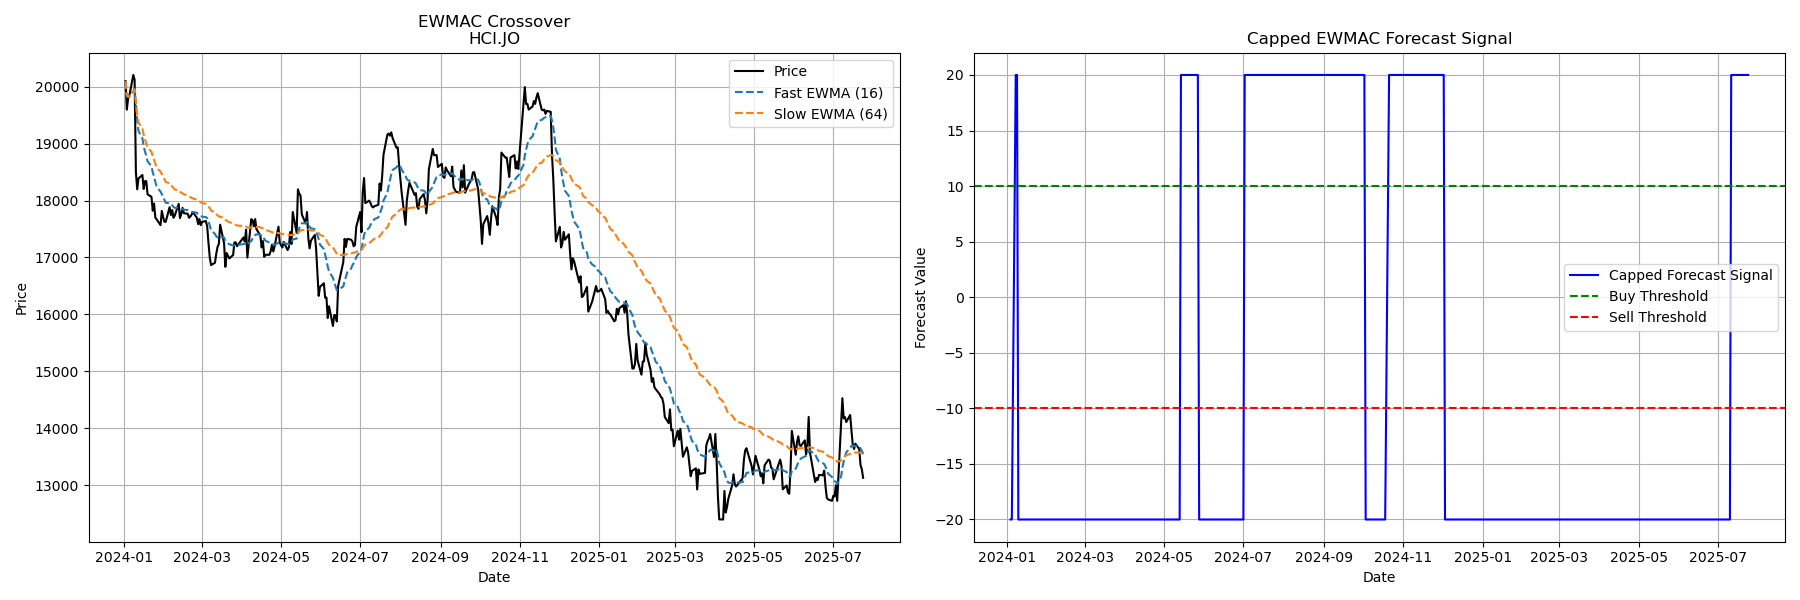 EWMAC Crossover
HCI.JO
Price
Fast EWMA (16)
Slow EWMA (64)
20000
19000
18000
17000
16000
15000
14000
13000
Price
2024-01
2024-03
2024-05
2024-07
2024-09
2024-11
2025-01
2025-03
2025-05
2025-07
Date
Capped EWMAC Forecast Signal
20
15
10
5
0
−5
−10
−15
−20
Forecast Value
Capped Forecast Signal
Buy Threshold
Sell Threshold
2024-01
2024-03
2024-05
2024-07
2024-09
2024-11
2025-01
2025-03
2025-05
2025-07
Date